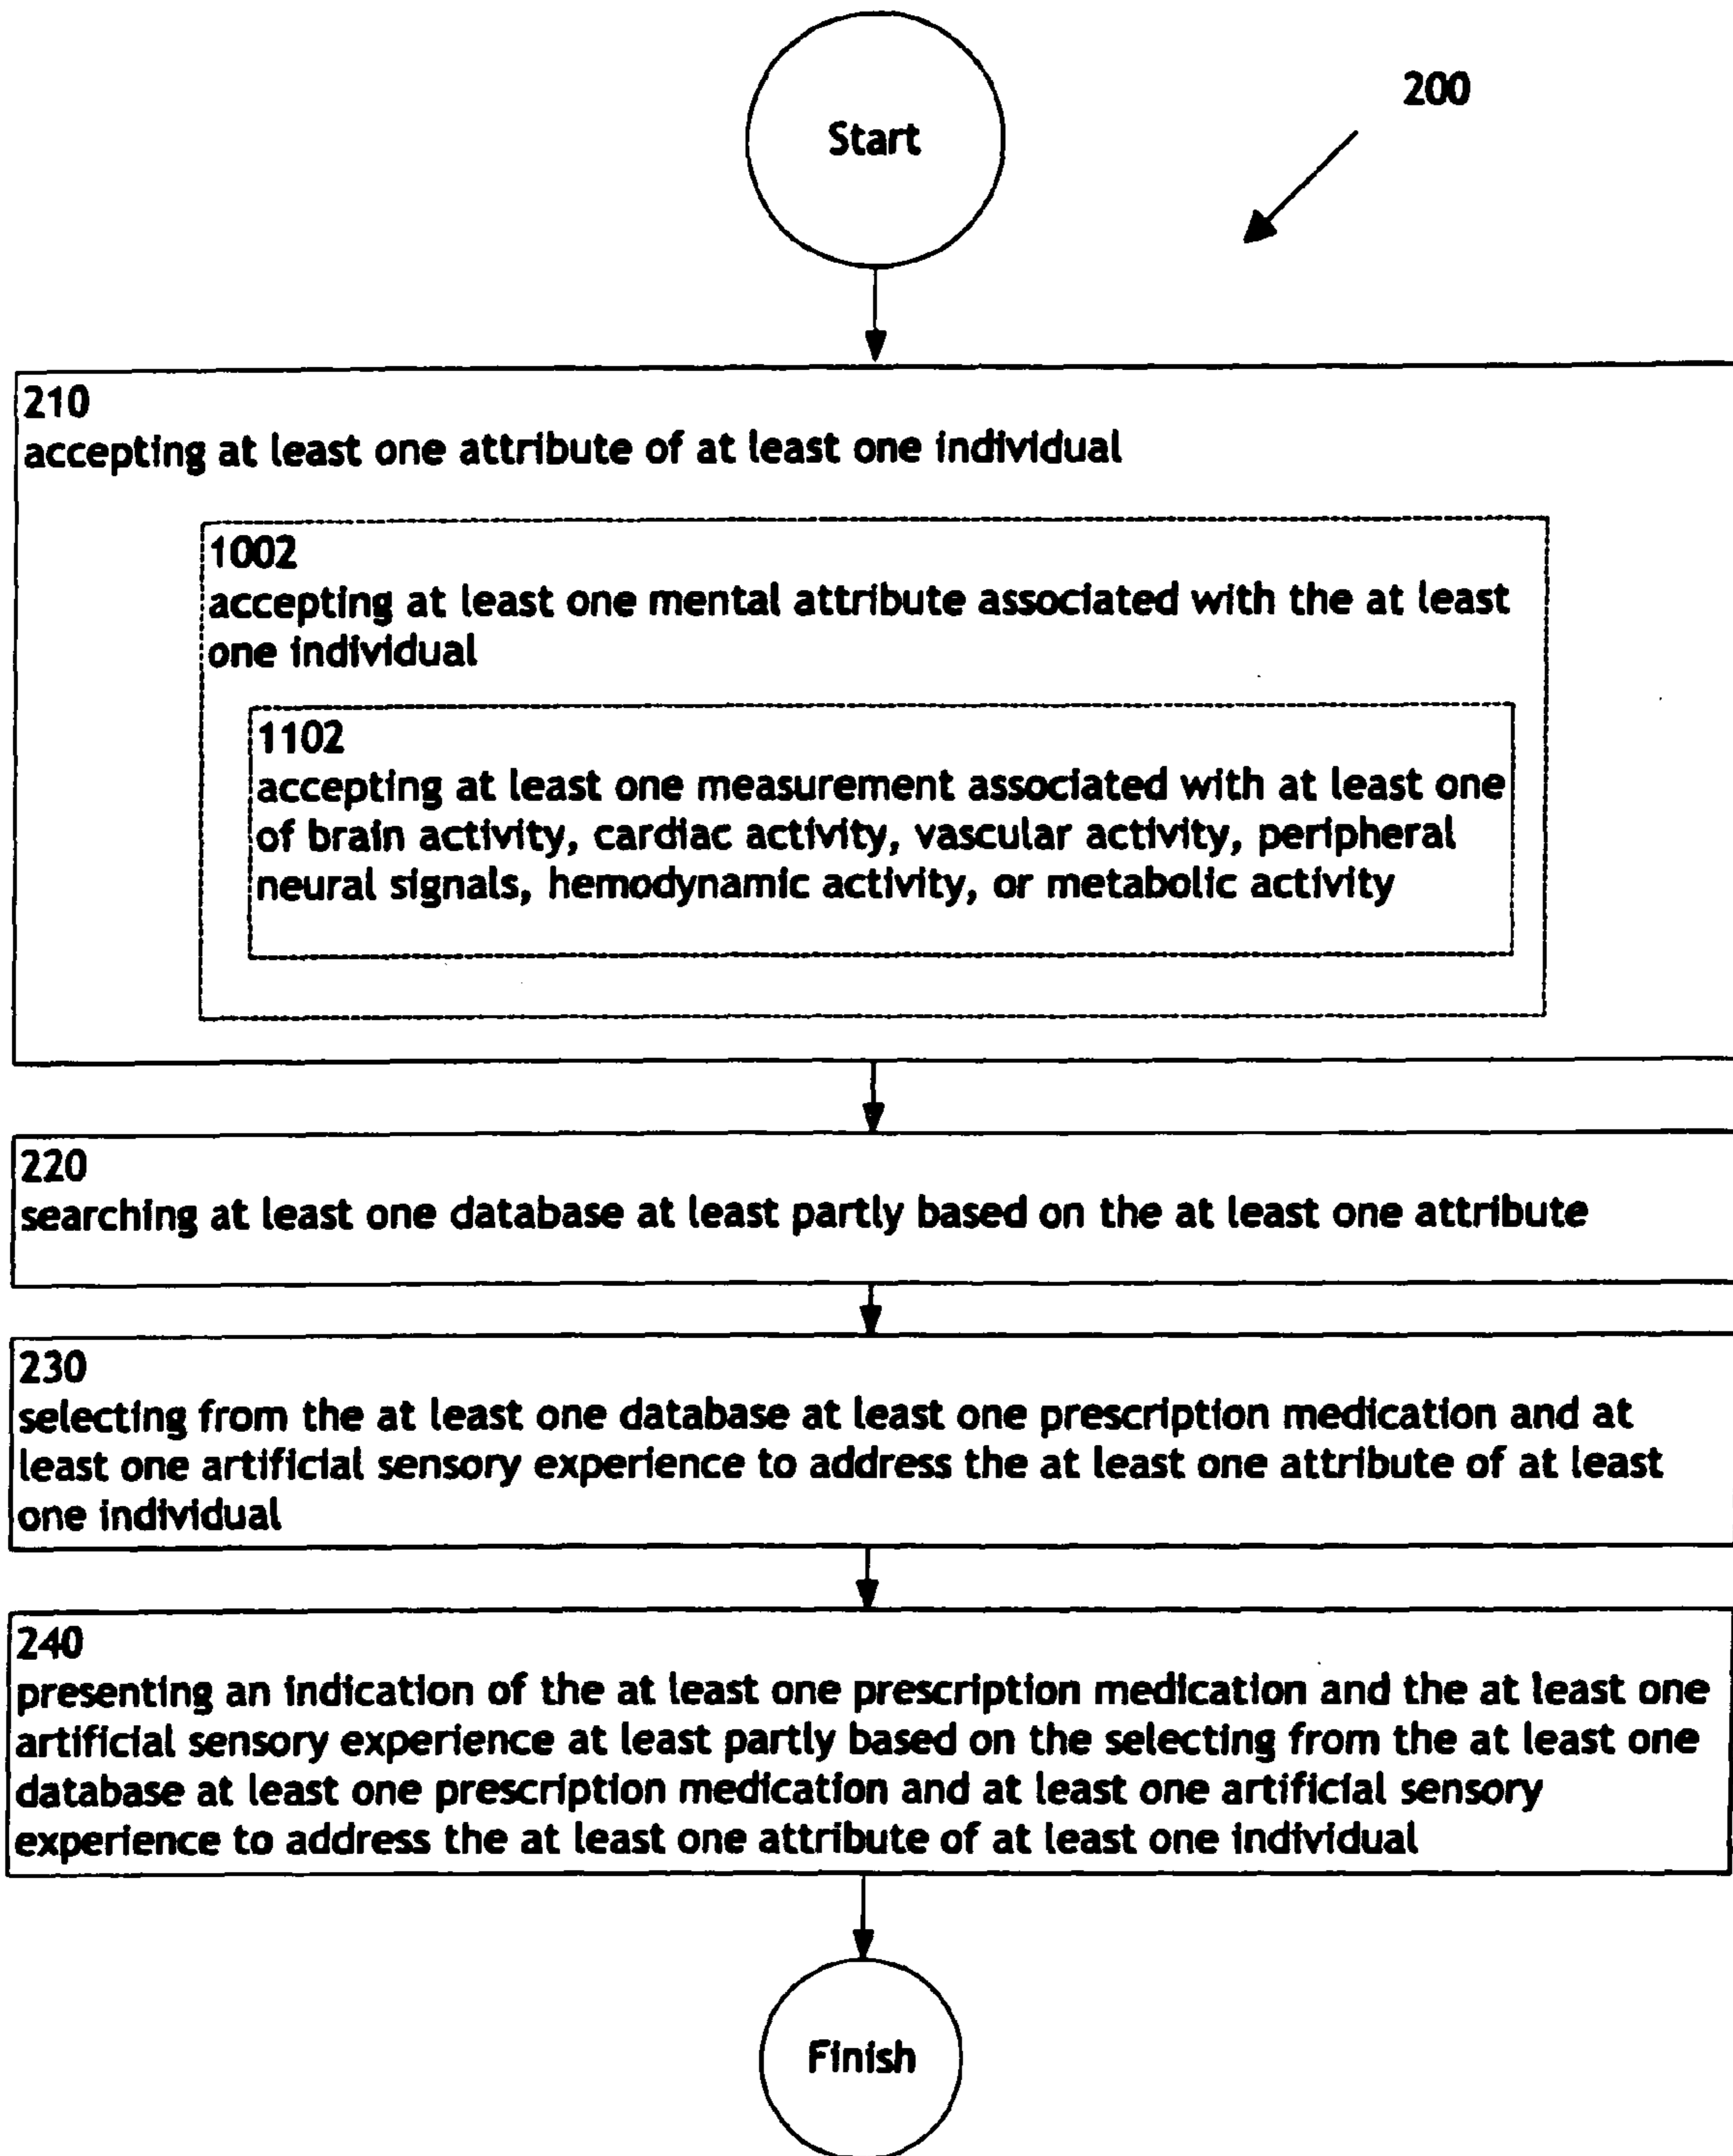 Start
200
210
accepting at least one attribute of at least one individual
1002
accepting at least one mental attribute associated with the at least
one individual
1102
accepting at least one measurement associated with at least one
of brain activity, cardiac activity, vascular activity, peripheral
neural signals, hemodynamic activity, or metabolic activity
220
searching at least one database at least partly based on the at least one attribute
230
selecting from the at least one database at least one prescription medication and at
least one artificial sensory experience to address the at least one attribute of at least
one individual
240
presenting an indication of the at least one prescription medication and the at least one
artificial sensory experience at least partly based on the selecting from the at least one
database at least one prescription medication and at least one artificial sensory
experience to address the at least one attribute of at least one individual
Finish